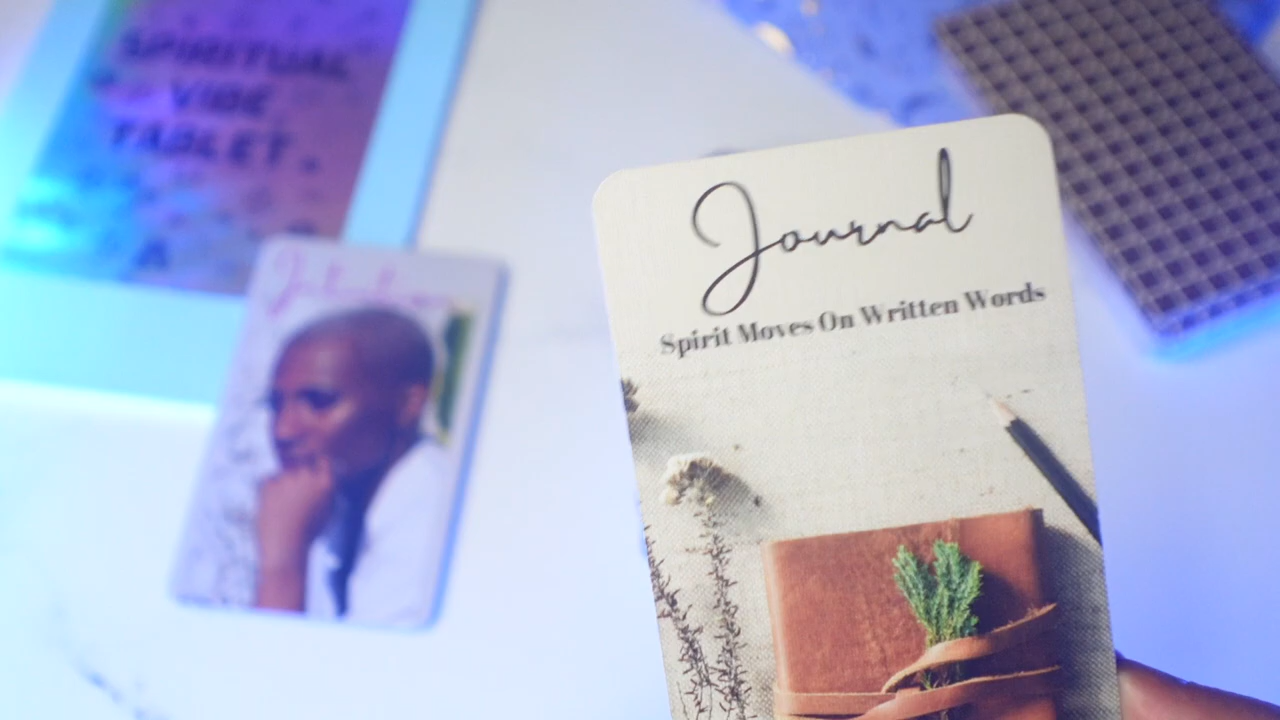 SPIRITUAL
VIBE
TABLET.
Journal
Spirit Moves On Written Words